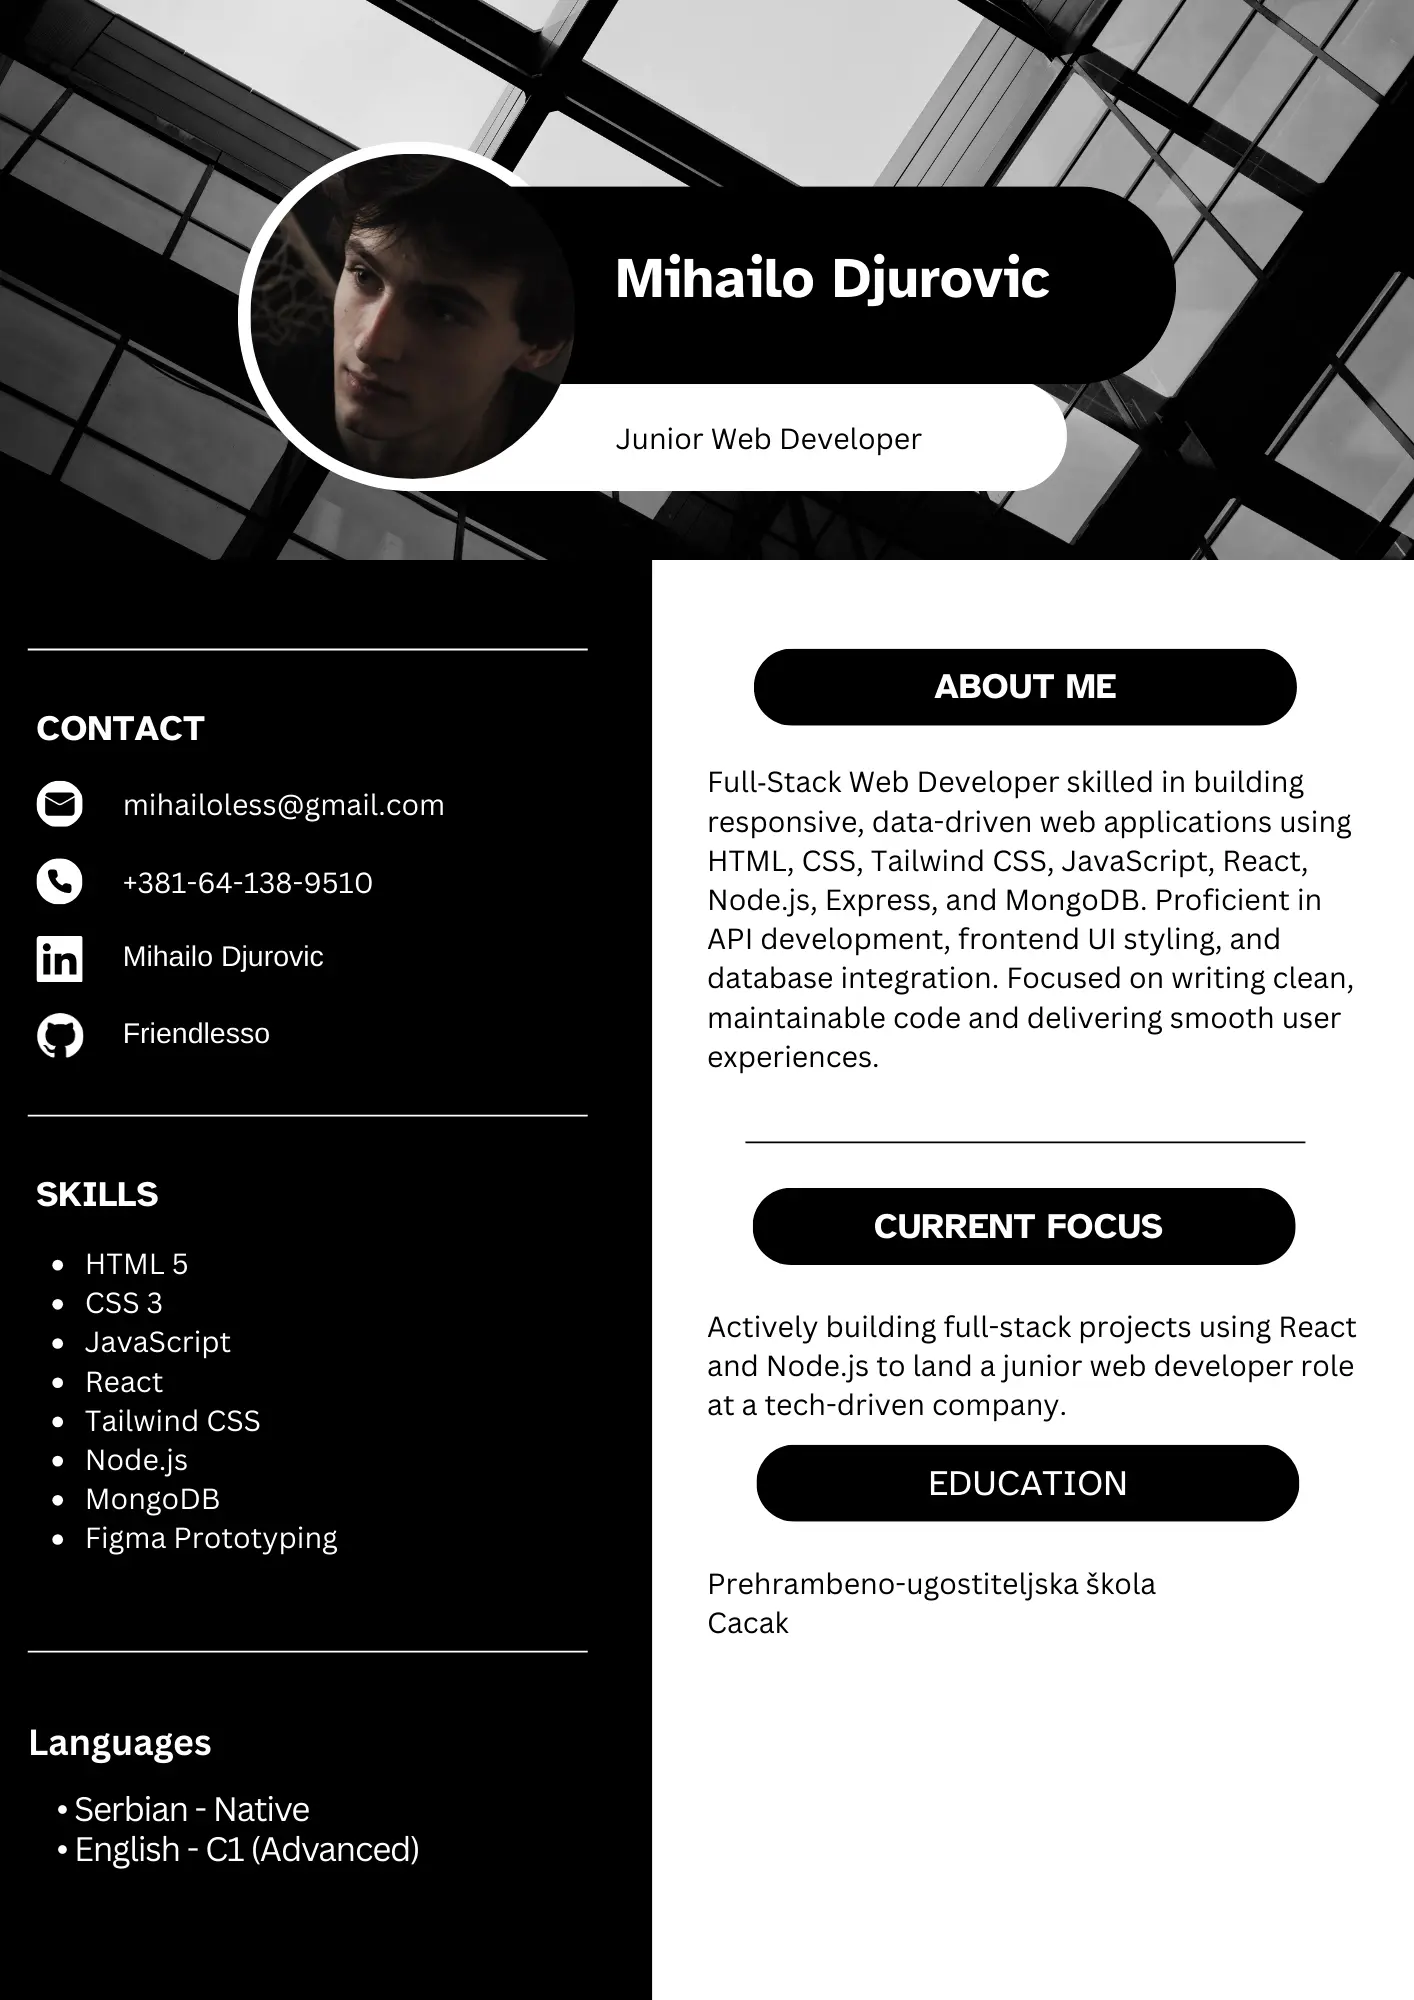 Mihailo Djurovic
Junior Web Developer
CONTACT
mihailoless@gmail.com
+381-64-138-9510
in
Mihailo Djurovic
Friendlesso
SKILLS
• HTML 5
• CSS 3
• JavaScript
• React
• Tailwind CSS
• Node.js
• MongoDB
• Figma Prototyping
Languages
• Serbian - Native
• English - C1 (Advanced)
ABOUT ME
Full-Stack Web Developer skilled in building
responsive, data-driven web applications using
HTML, CSS, Tailwind CSS, JavaScript, React,
Node.js, Express, and MongoDB. Proficient in
API development, frontend UI styling, and
database integration. Focused on writing clean,
maintainable code and delivering smooth user
experiences.
CURRENT FOCUS
Actively building full-stack projects using React
and Node.js to land a junior web developer role
at a tech-driven company.
EDUCATION
Prehrambeno-ugostiteljska škola
Cacak